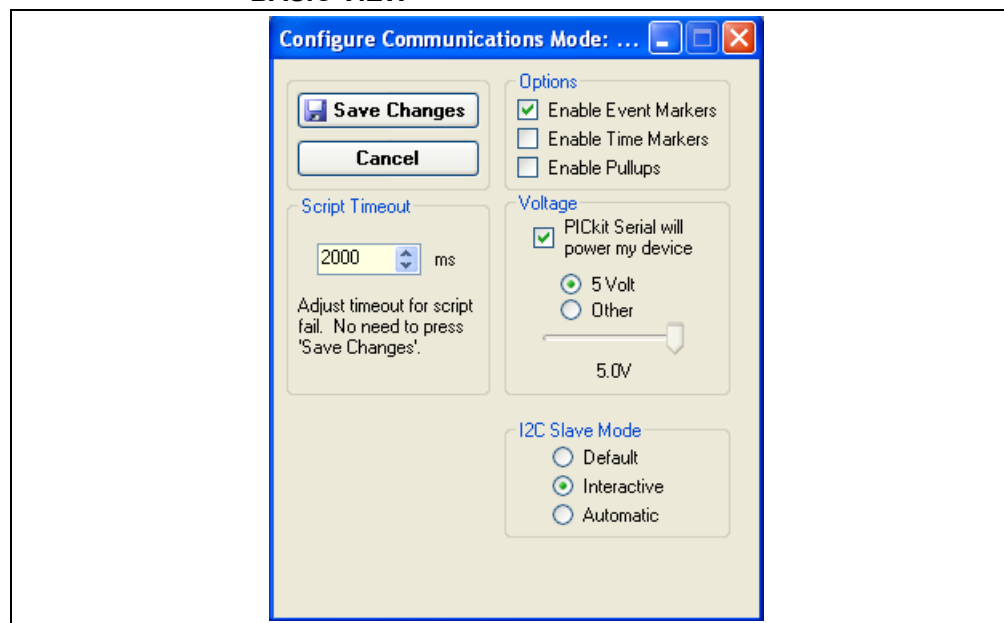 BASIC VIEW
Configure Communications Mode: ...
Save Changes
Cancel
Options
Enable Event Markers
Enable Time Markers
Enable Pullups
Script Timeout
2000 ms
Adjust timeout for script
fail. No need to press
'Save Changes'.
Voltage
PICkit Serial will
power my device
5 Volt
Other
5.0V
I2C Slave Mode
Default
Interactive
Automatic